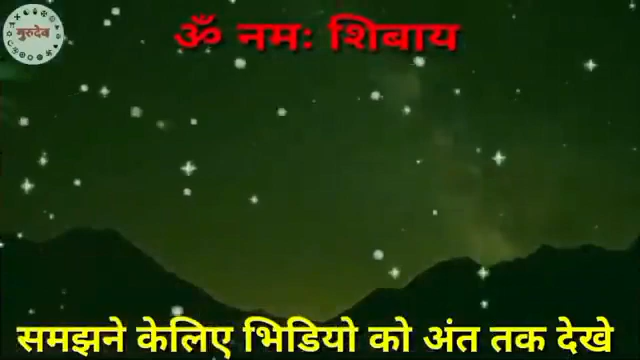 गुरुदेव
ॐ नमः शिबाय
समझने केलिए भिडियो को अंत तक देखे